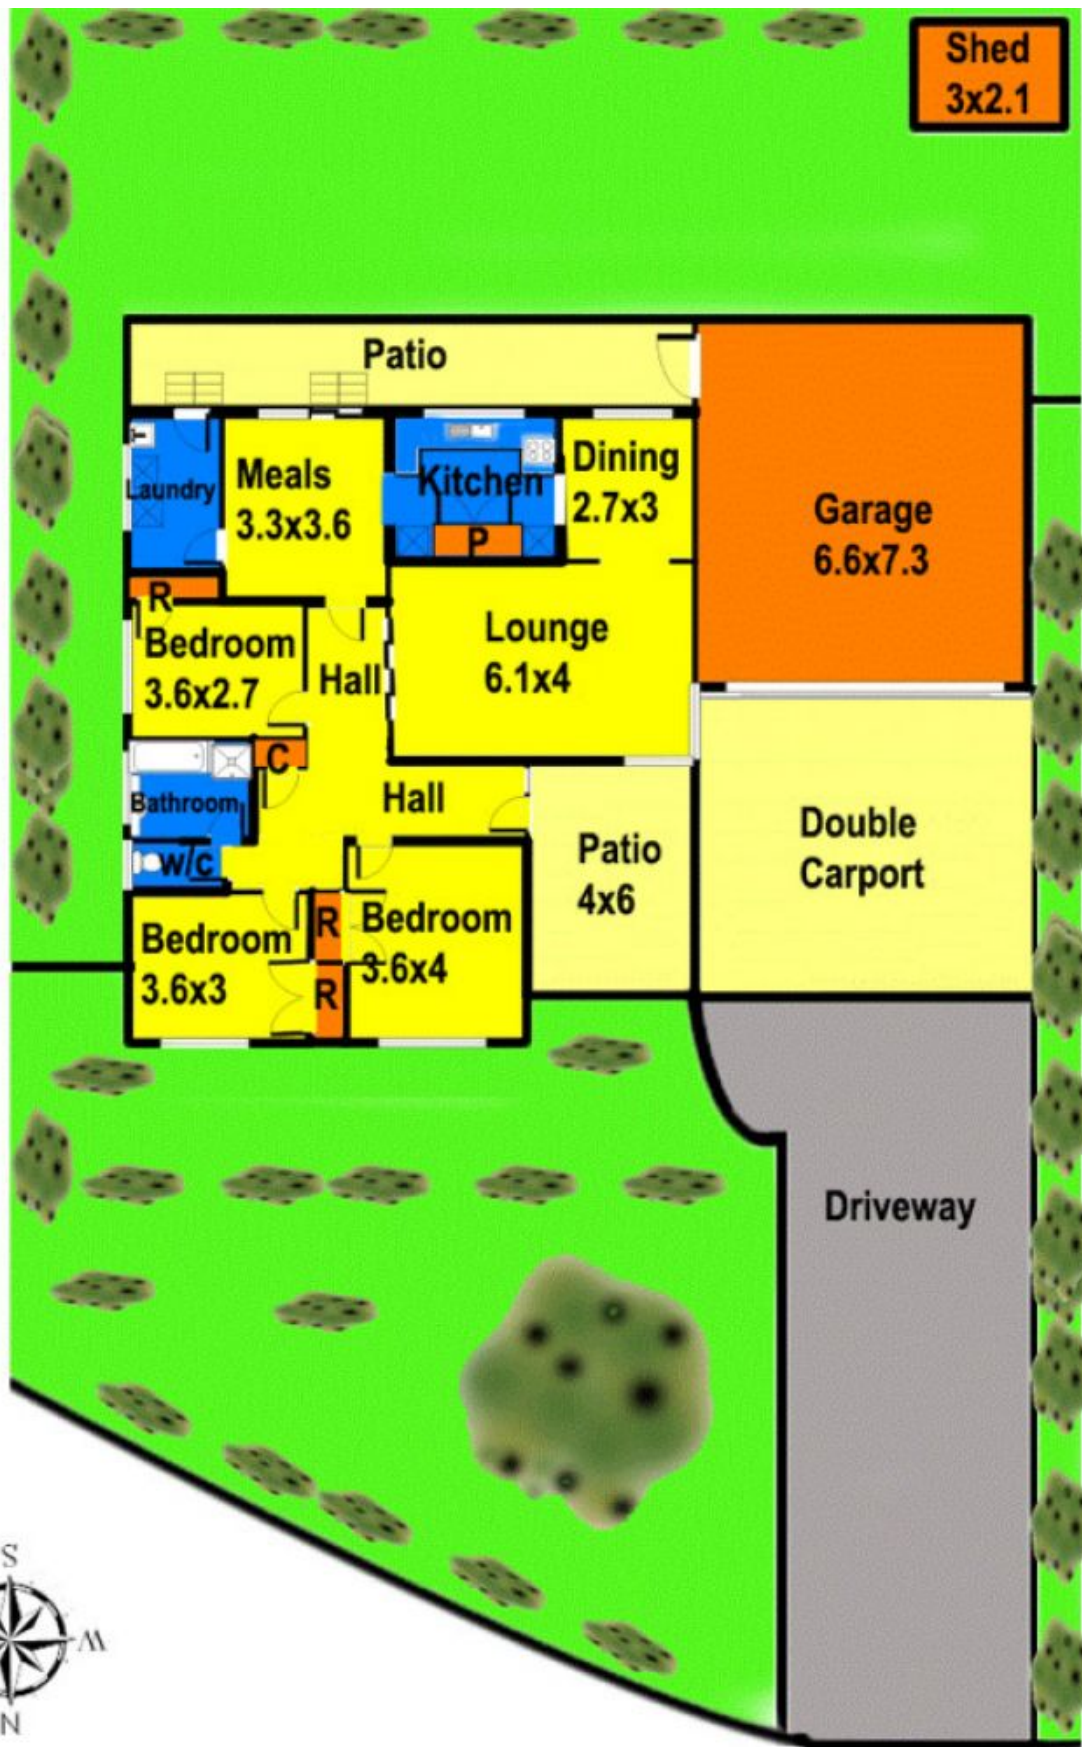 Shed
3x2.1
Patio
Meals
3.3x3.6
Laundry
Kitchen
P
Dining
2.7x3
Garage
6.6x7.3
R
Bedroom
3.6x2.7
Hall
Lounge
6.1x4
C
Bathroom
Hall
w/c
Patio
4x6
Double
Carport
Bedroom
3.6x3
R
R
Bedroom
3.6x4
Driveway
S
W
N